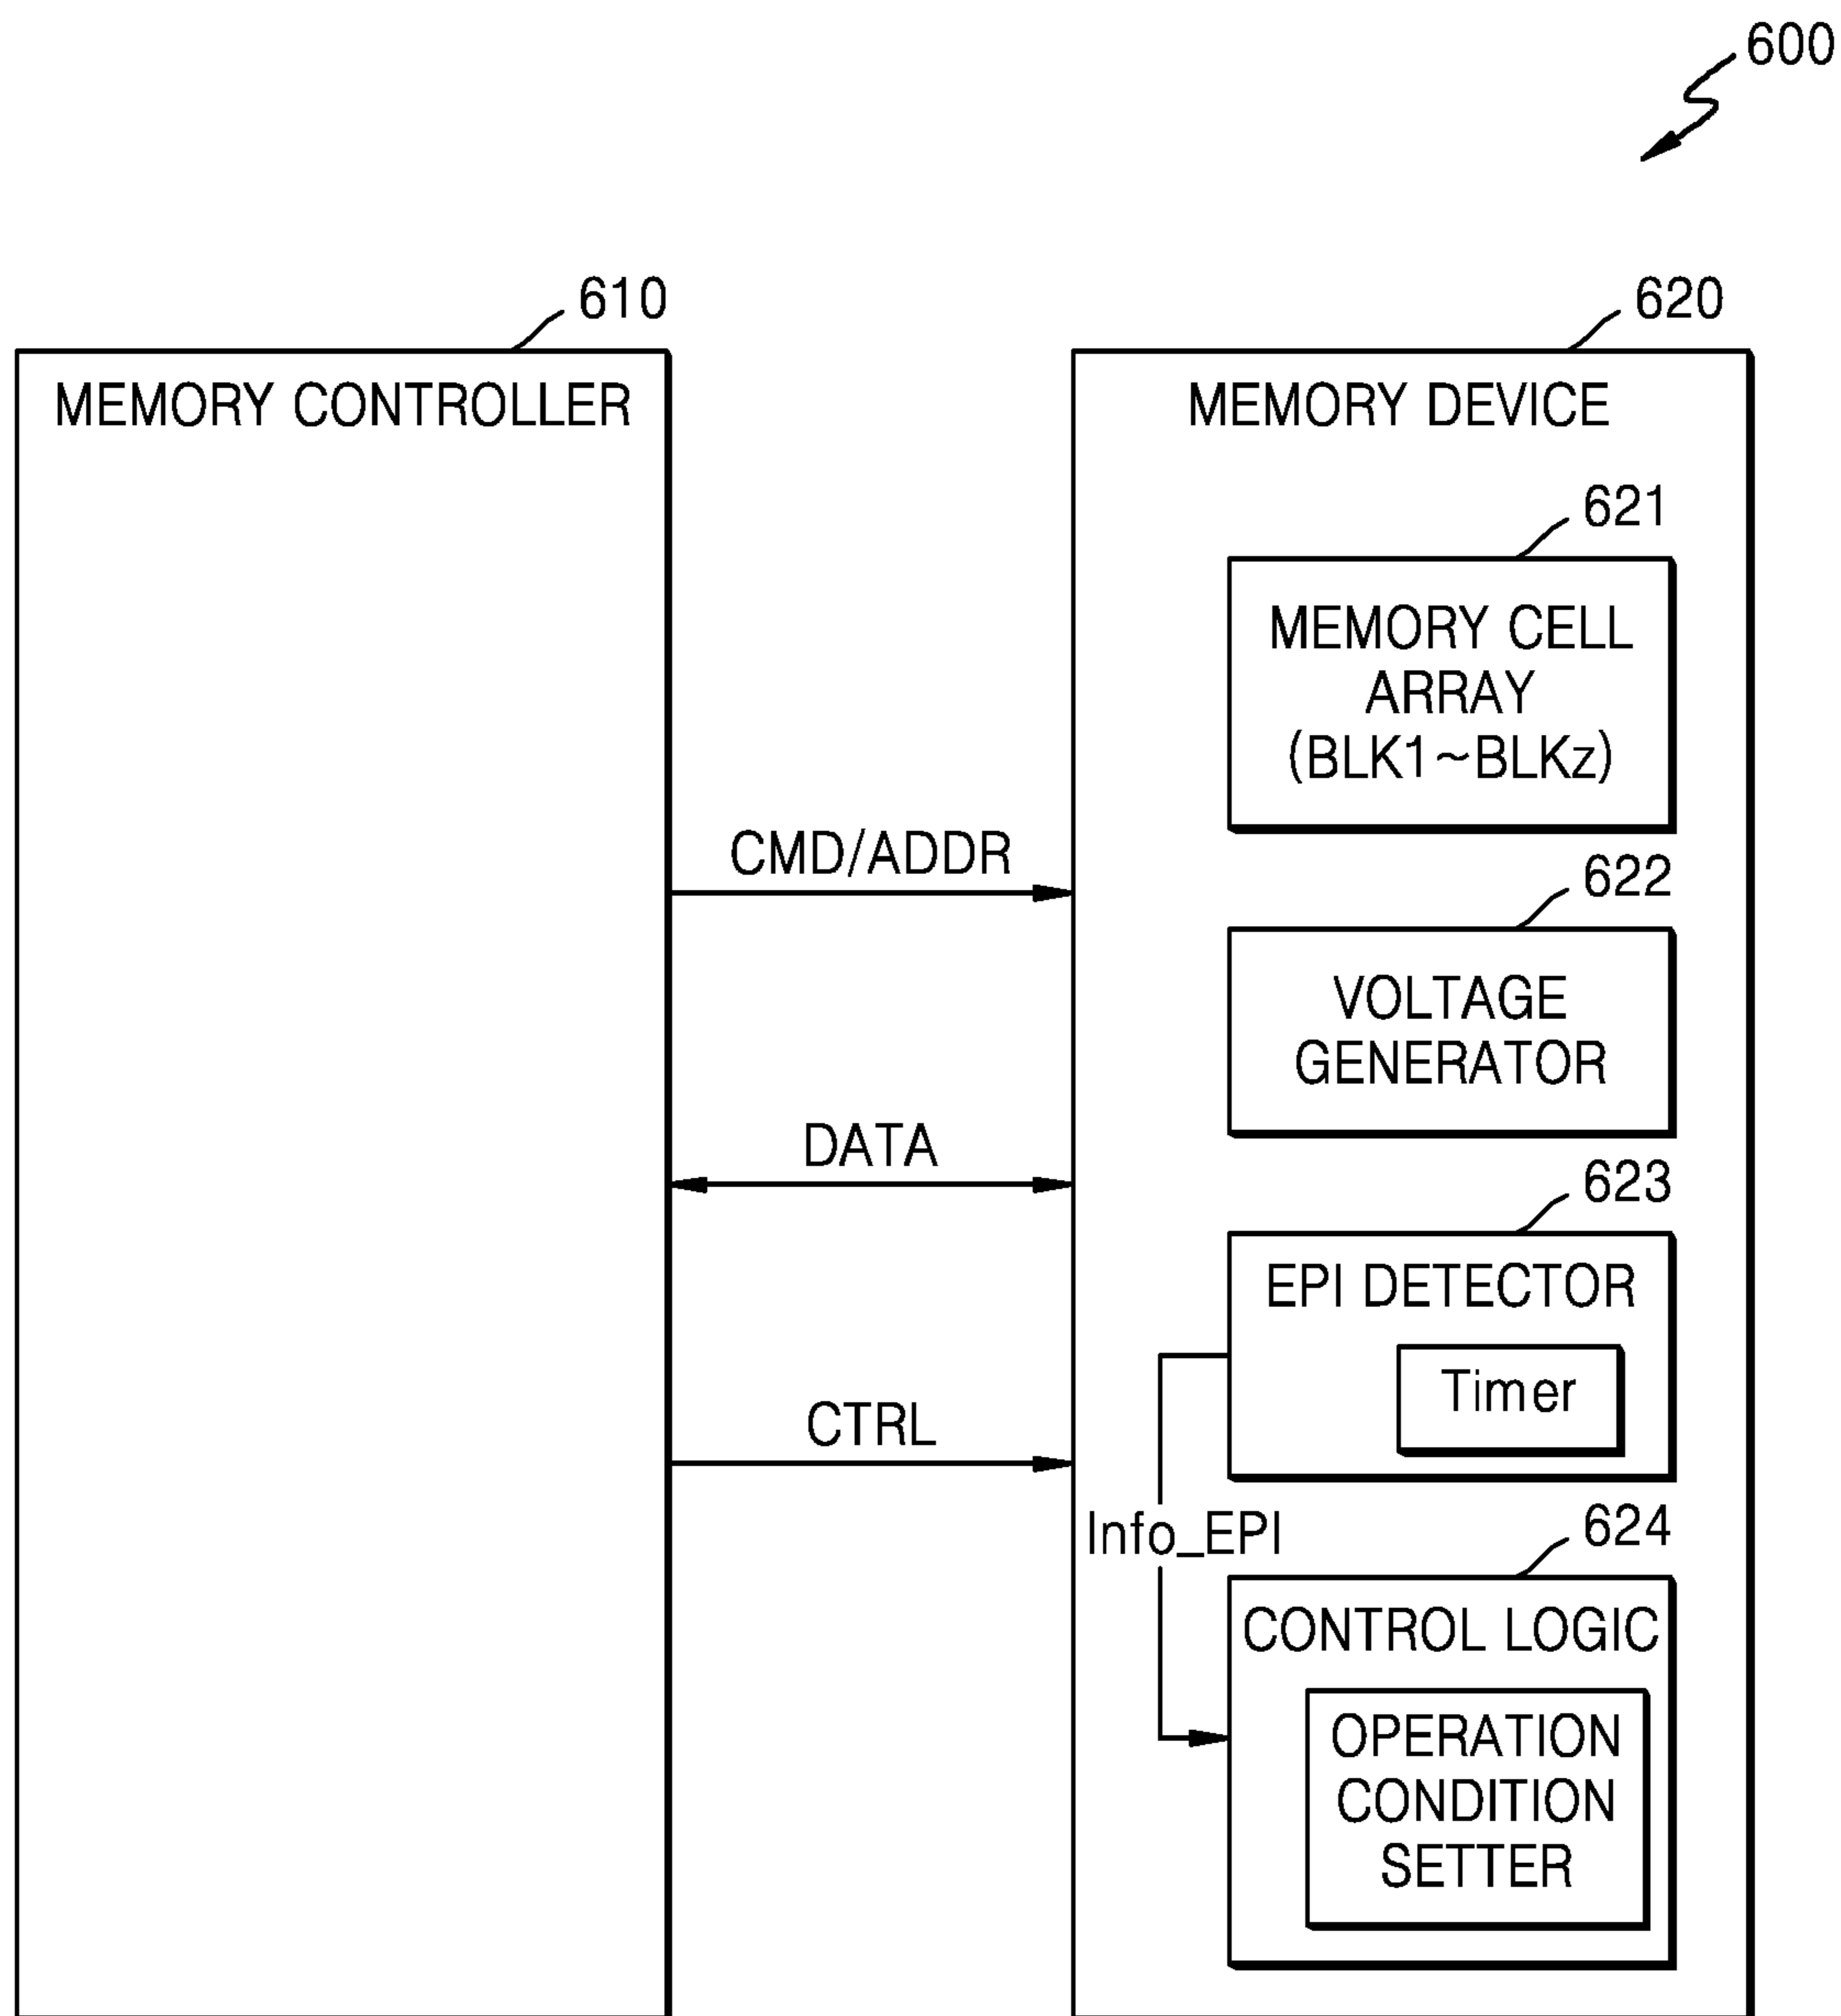 600
610
620
MEMORY CONTROLLER
MEMORY DEVICE
621
MEMORY CELL
ARRAY
(BLK1~BLKz)
CMD/ADDR
622
VOLTAGE
GENERATOR
DATA
623
EPI DETECTOR
Timer
CTRL
Info_EPI
624
CONTROL LOGIC
OPERATION
CONDITION
SETTER